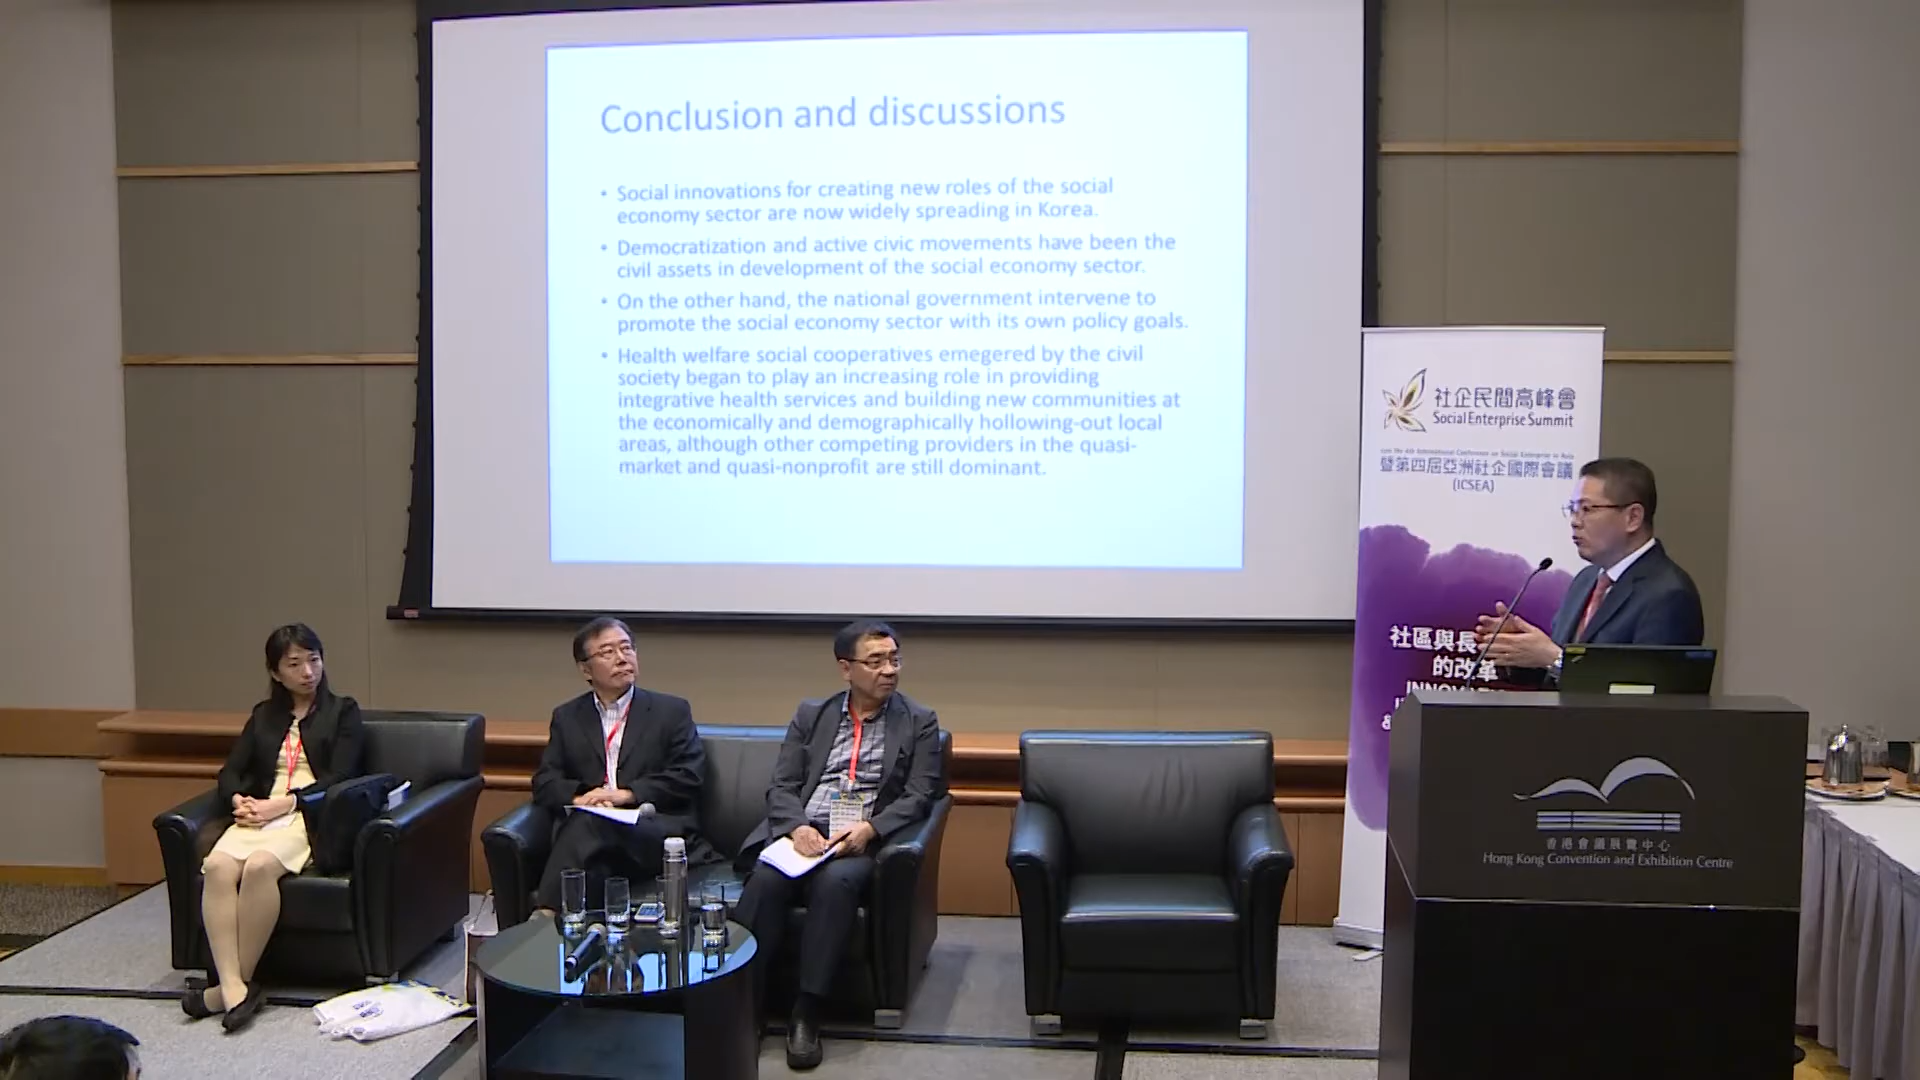 Conclusion and discussions
• Social innovations for creating new roles of the social
economy sector are now widely spreading in Korea.
• Democratization and active civic movements have been the
civil assets in development of the social economy sector.
• On the other hand, the national government intervene to
promote the social economy sector with its own policy goals.
• Health welfare social cooperatives emegered by the civil
society began to play an increasing role in providing
integrative health services and building new communities at
the economically and demographically hollowing-out local
areas, although other competing providers in the quasi-
market and quasi-nonprofit are still dominant.
社企民間高峰會
Social Enterprise Summit
暨第四屆亞洲社企國際會議
(ICSEA)
社區與長
的改革
香港會議展覽中心
Hong Kong Convention and Exhibition Centre